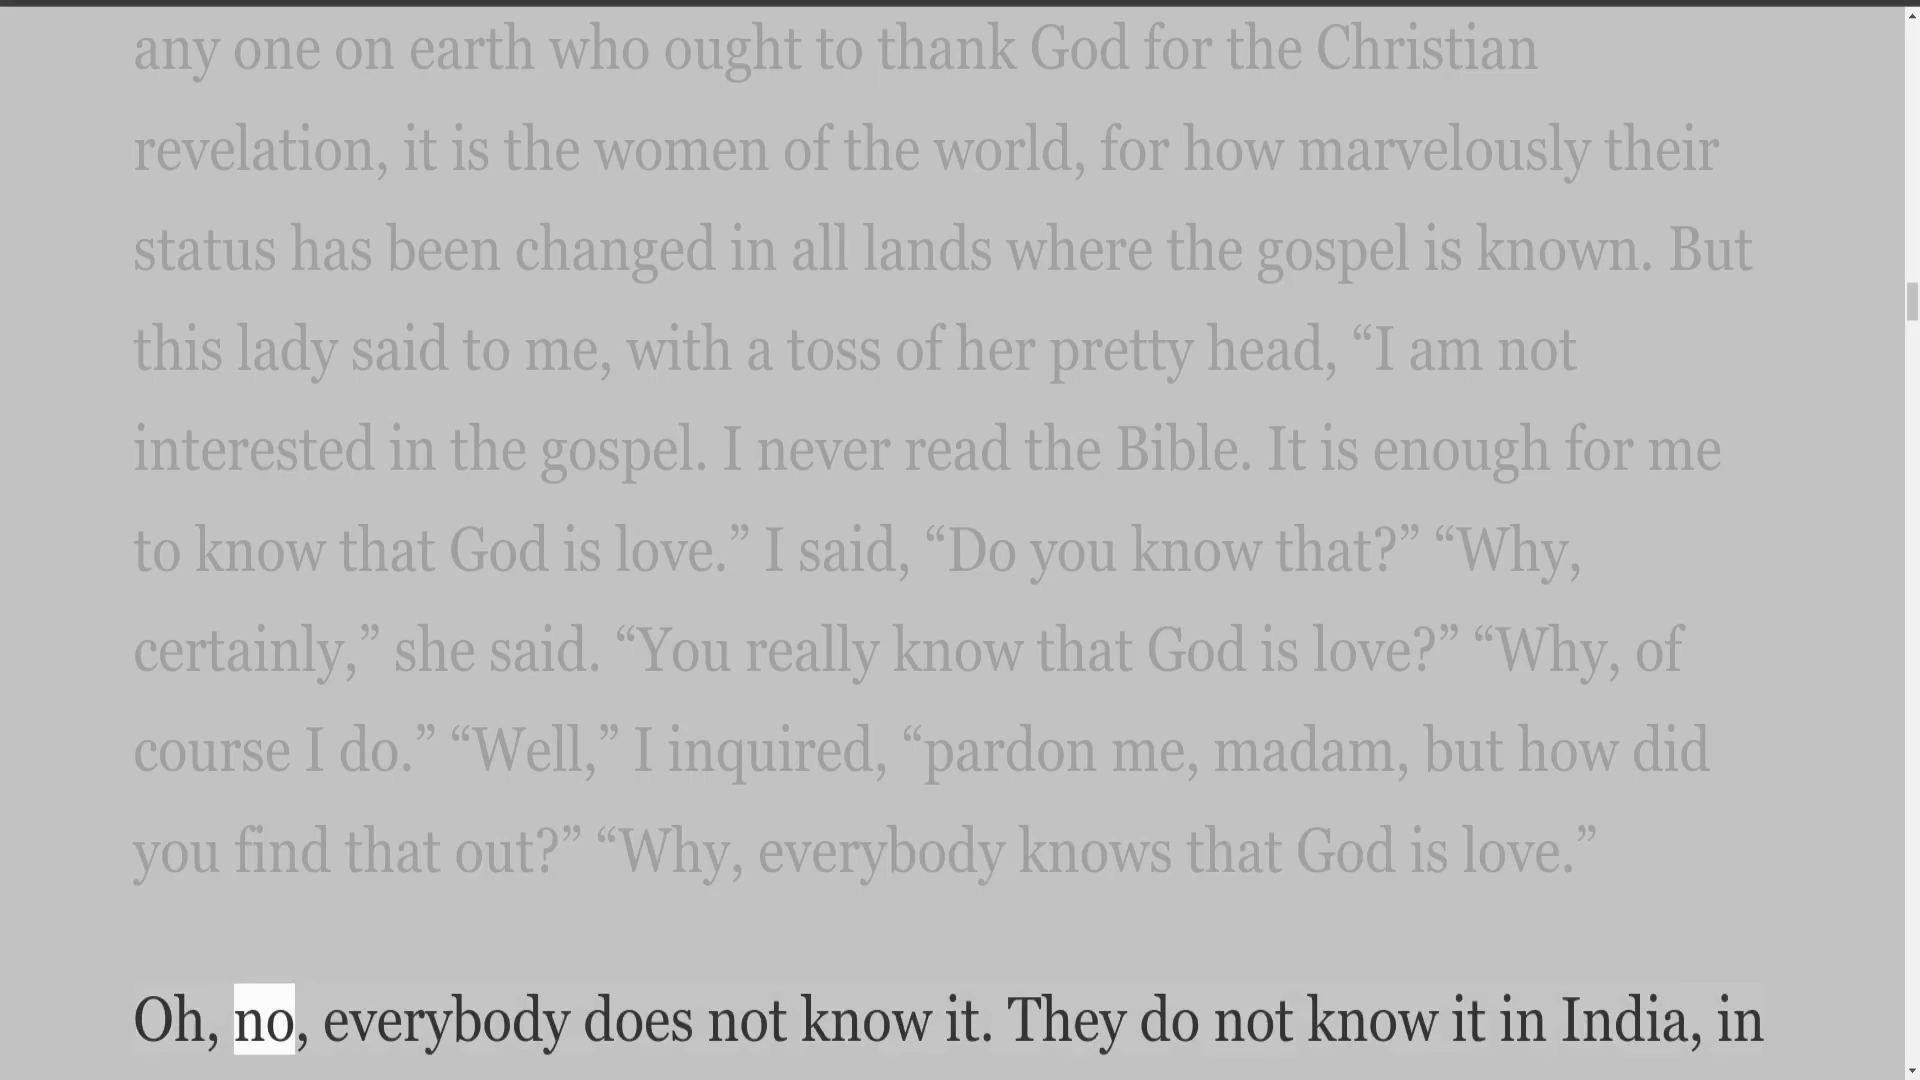 any one on earth who ought to thank God for the Christian
revelation, it is the women of the world, for how marvelously their
status has been changed in all lands where the gospel is known. But
this lady said to me, with a toss of her pretty head, “I am not
interested in the gospel. I never read the Bible. It is enough for me
to know that God is love.” I said, “Do you know that?” “Why,
certainly,” she said. “You really know that God is love?” “Why, of
course I do.” “Well,” I inquired, “pardon me, madam, but how did
you find that out?” “Why, everybody knows that God is love.”
Oh, no, everybody does not know it. They do not know it in India, in